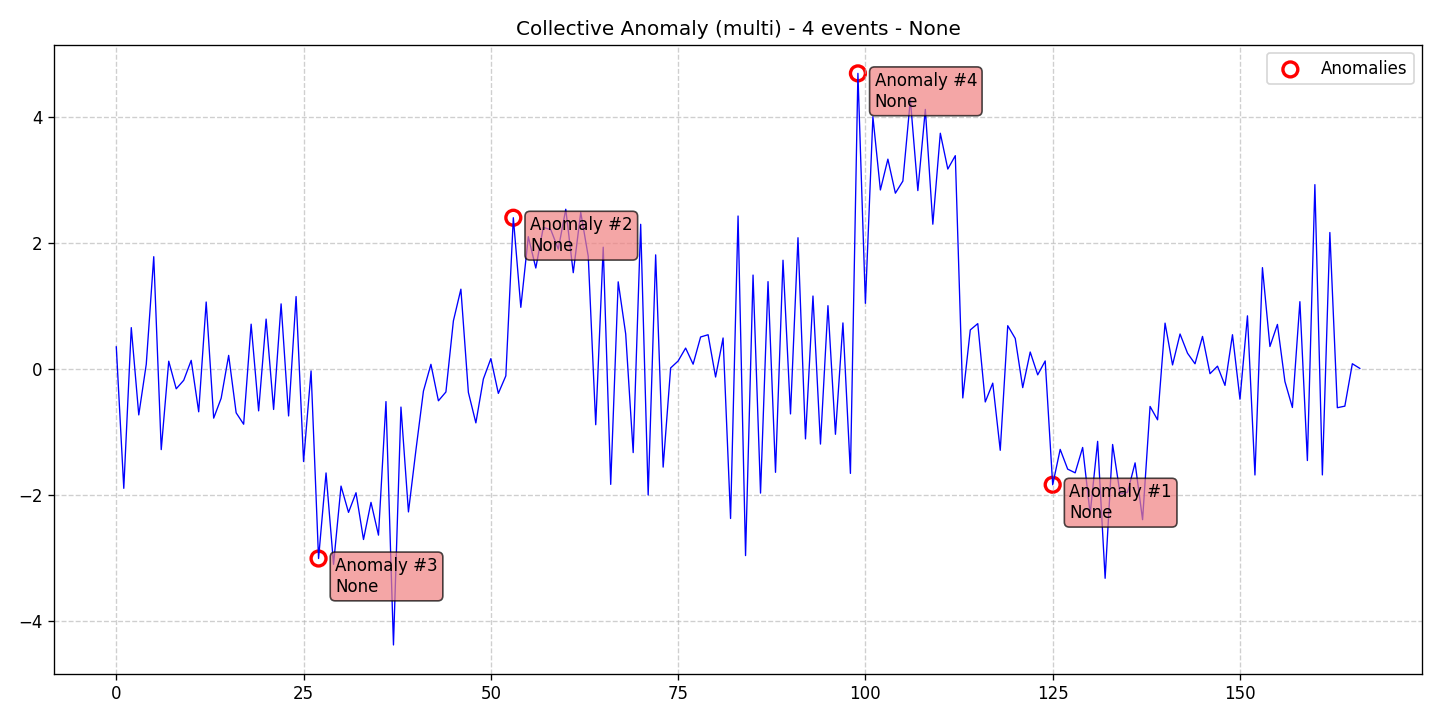 Collective Anomaly (multi) - 4 events - None
Anomalies
Anomaly #4
None
Anomaly #2
None
Anomaly #1
None
Anomaly #3
None
4
2
0
−2
−4
0
25
50
75
100
125
150